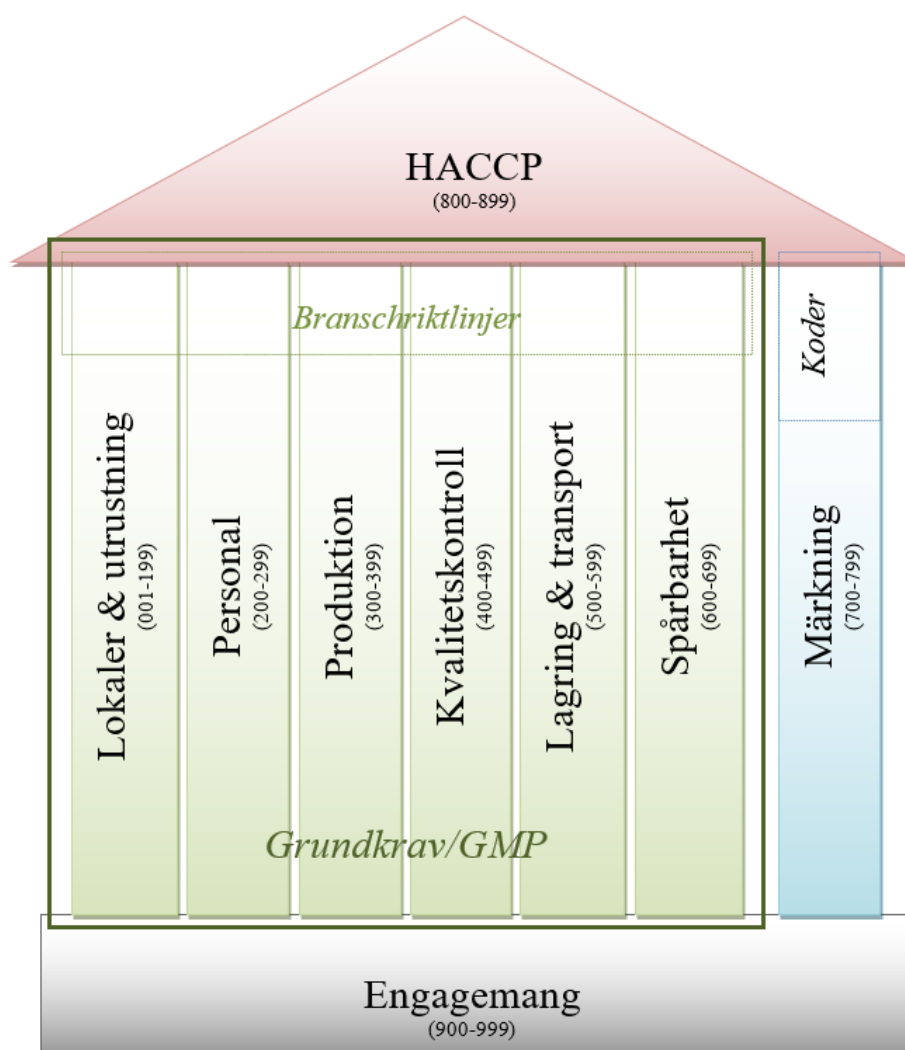 HACCP
(800-899)
Branschriktlinjer
Koder
Lokaler & utrustning
(001-199)
Personal
(200-299)
Produktion
(300-399)
Kvalitetskontroll
(400-499)
Lagring & transport
(500-599)
Spårbarhet
(600-699)
Märkning
(700-799)
Grundkrav/GMP
Engagemang
(900-999)